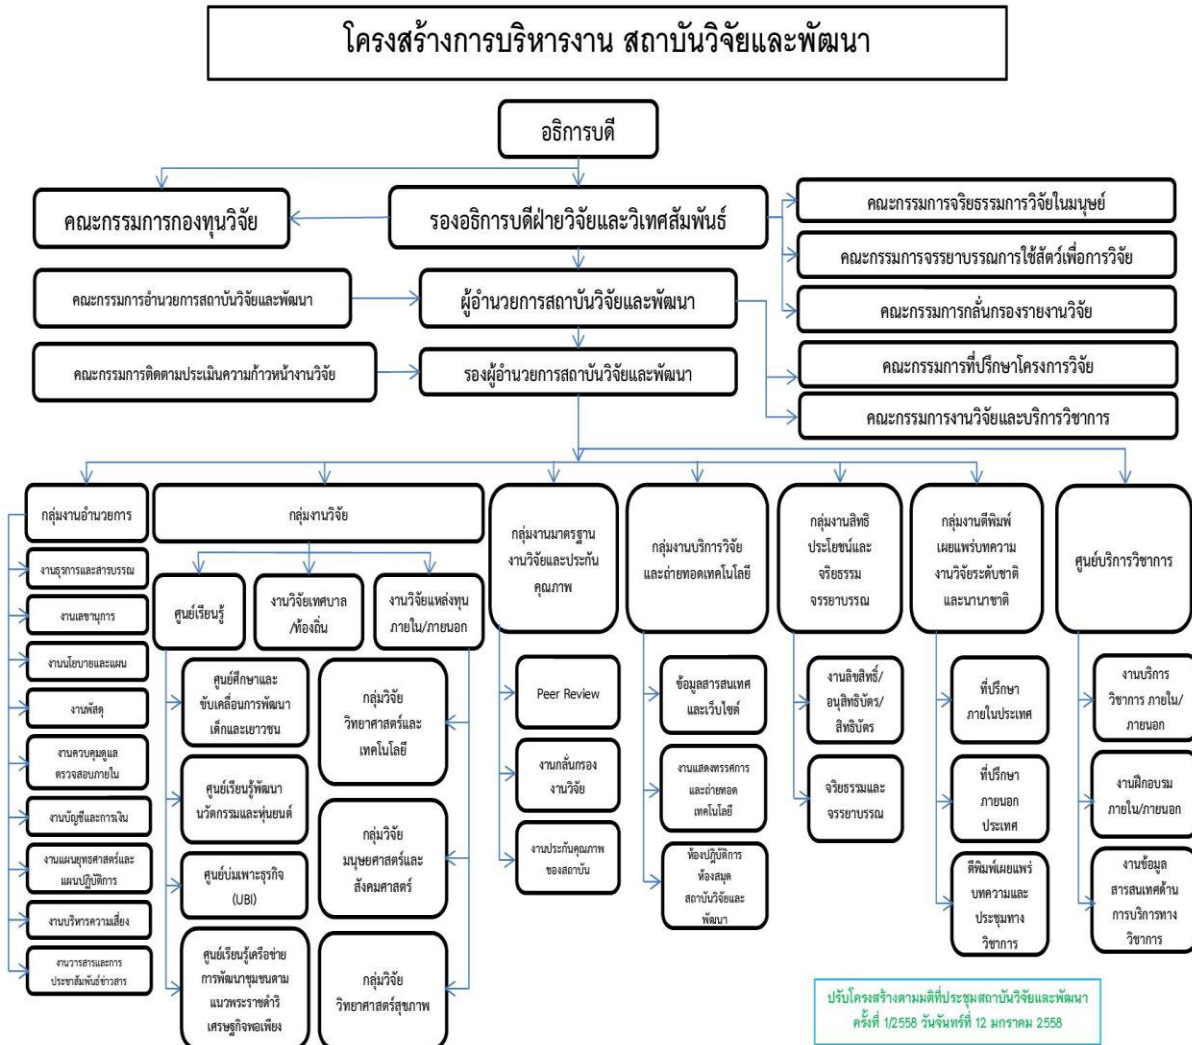 โครงสร้างการบริหารงาน สถาบันวิจัยและพัฒนา
อธิการบดี
คณะกรรมการกองทุนวิจัย
รองอธิการบดีฝ่ายวิจัยและวิเทศสัมพันธ์
คณะกรรมการจริยธรรมการวิจัยในมนุษย์
คณะกรรมการจรรยาบรรณการใช้สัตว์เพื่อการวิจัย
คณะกรรมการอำนวยการสถาบันวิจัยและพัฒนา
ผู้อำนวยการสถาบันวิจัยและพัฒนา
คณะกรรมการกลั่นกรองรายงานวิจัย
คณะกรรมการติดตามประเมินความก้าวหน้างานวิจัย
รองผู้อำนวยการสถาบันวิจัยและพัฒนา
คณะกรรมการที่ปรึกษาโครงการวิจัย
คณะกรรมการงานวิจัยและบริการวิชาการ
กลุ่มงานอำนวยการ
งานธุรการและสารบรรณ
งานเลขานุการ
งานนโยบายและแผน
งานพัสดุ
งานควบคุมดูแล
ตรวจสอบภายใน
งานบัญชีและการเงิน
งานแผนยุทธศาสตร์และ
แผนปฏิบัติการ
งานบริหารความเสี่ยง
งานวารสารและการ
ประชาสัมพันธ์ข่าวสาร
กลุ่มงานวิจัย
ศูนย์เรียนรู้
งานวิจัยเทศบาล
/ท้องถิ่น
งานวิจัยแหล่งทุน
ภายใน/ภายนอก
ศูนย์ศึกษาและ
ขับเคลื่อนการพัฒนา
เด็กและเยาวชน
ศูนย์เรียนรู้พัฒนา
นวัตกรรมและหุ่นยนต์
ศูนย์บ่มเพาะธุรกิจ
(UBI)
ศูนย์เรียนรู้เครือข่าย
การพัฒนาชุมชนตาม
แนวพระราชดำริ
เศรษฐกิจพอเพียง
กลุ่มวิจัย
วิทยาศาสตร์และ
เทคโนโลยี
กลุ่มวิจัย
มนุษยศาสตร์และ
สังคมศาสตร์
กลุ่มวิจัย
วิทยาศาสตร์สุขภาพ
กลุ่มงานมาตรฐาน
งานวิจัยและประกัน
คุณภาพ
Peer Review
งานกลั่นกรอง
งานวิจัย
งานประกันคุณภาพ
ของสถาบัน
กลุ่มงานบริการวิจัย
และถ่ายทอดเทคโนโลยี
ข้อมูลสารสนเทศ
และเว็บไซต์
งานแสดงทรรศการ
และถ่ายทอด
เทคโนโลยี
ห้องปฏิบัติการ
ห้องสมุด
สถาบันวิจัยและ
พัฒนา
กลุ่มงานสิทธิ
ประโยชน์และ
จริยธรรม
จรรยาบรรณ
งานลิขสิทธิ์/
อนุสิทธิบัตร/
สิทธิบัตร
จริยธรรมและ
จรรยาบรรณ
กลุ่มงานตีพิมพ์
เผยแพร่บทความ
งานวิจัยระดับชาติ
และนานาชาติ
ที่ปรึกษา
ภายในประเทศ
ที่ปรึกษา
ภายนอก
ประเทศ
ตีพิมพ์เผยแพร่
บทความและ
ประชุมทาง
วิชาการ
ศูนย์บริการวิชาการ
งานบริการ
วิชาการ ภายใน/
ภายนอก
งานฝึกอบรม
ภายใน/ภายนอก
งานข้อมูล
สารสนเทศด้าน
การบริการทาง
วิชาการ
ปรับโครงสร้างตามมติที่ประชุมสถาบันวิจัยและพัฒนา
ครั้งที่ 1/2558 วันจันทร์ที่ 12 มกราคม 2558